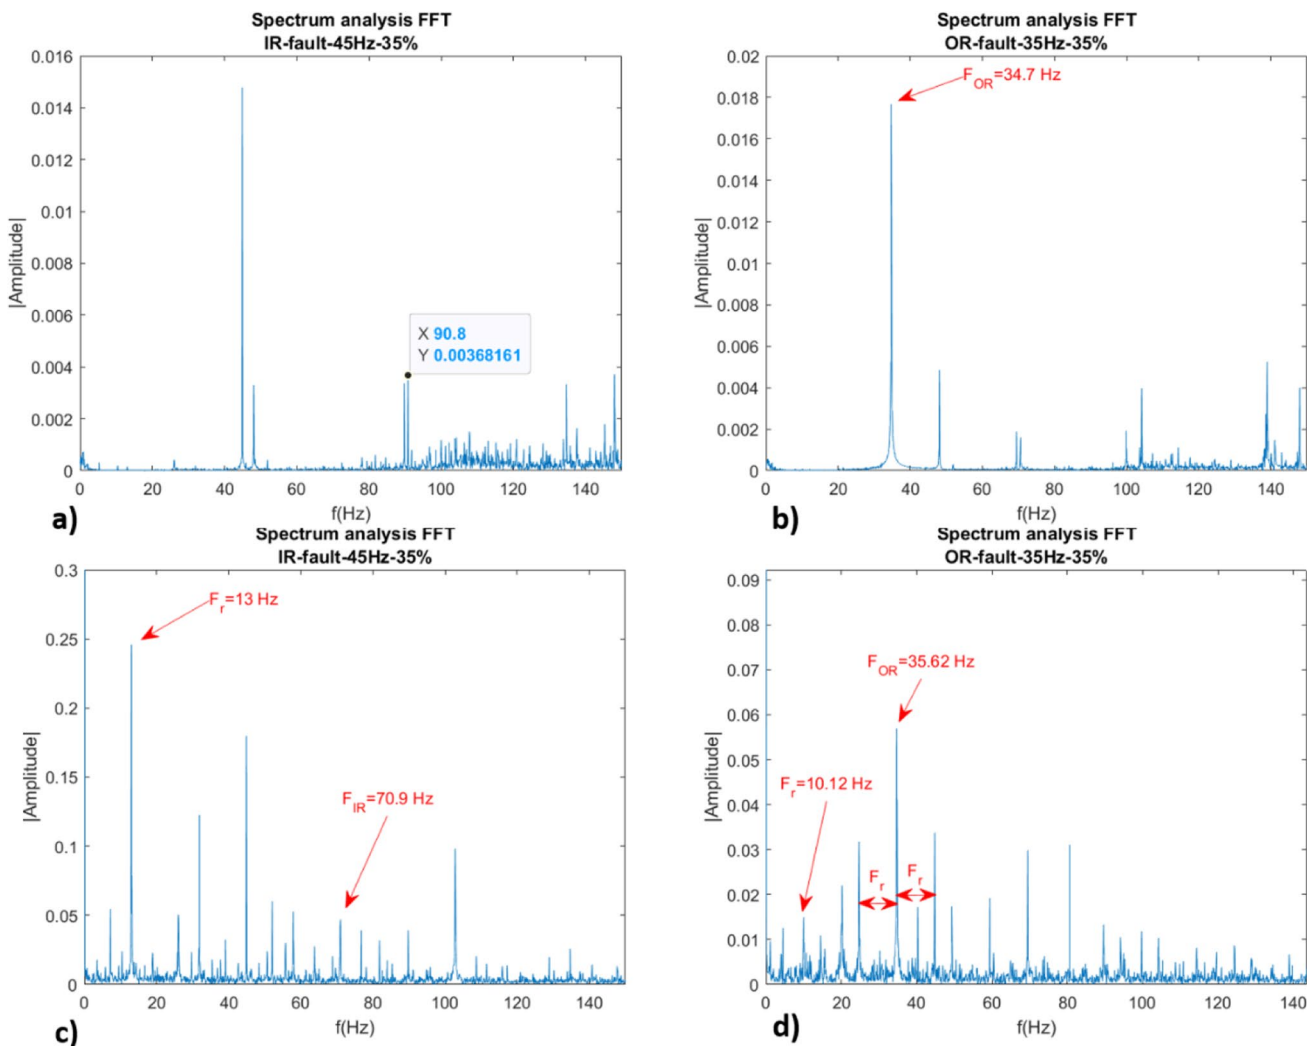 Spectrum analysis FFT
IR-fault-45Hz-35%
0.016
0.014
0.012
0.01
0.008
0.006
0.004
0.002
0
|Amplitude|
X 90.8
Y 0.00368161
0 20 40 60 80 100 120 140
f(Hz)
a)
Spectrum analysis FFT
OR-fault-35Hz-35%
0.02
0.018
0.016
0.014
0.012
0.01
0.008
0.006
0.004
0.002
0
|Amplitude|
F_OR=34.7 Hz
0 20 40 60 80 100 120 140
f(Hz)
b)
Spectrum analysis FFT
IR-fault-45Hz-35%
0.3
0.25
0.2
0.15
0.1
0.05
0
|Amplitude|
F_r=13 Hz
F_IR=70.9 Hz
0 20 40 60 80 100 120 140
f(Hz)
c)
Spectrum analysis FFT
OR-fault-35Hz-35%
0.09
0.08
0.07
0.06
0.05
0.04
0.03
0.02
0.01
0
|Amplitude|
F_OR=35.62 Hz
F_r=10.12 Hz
F_r F_r
0 20 40 60 80 100 120 140
f(Hz)
d)